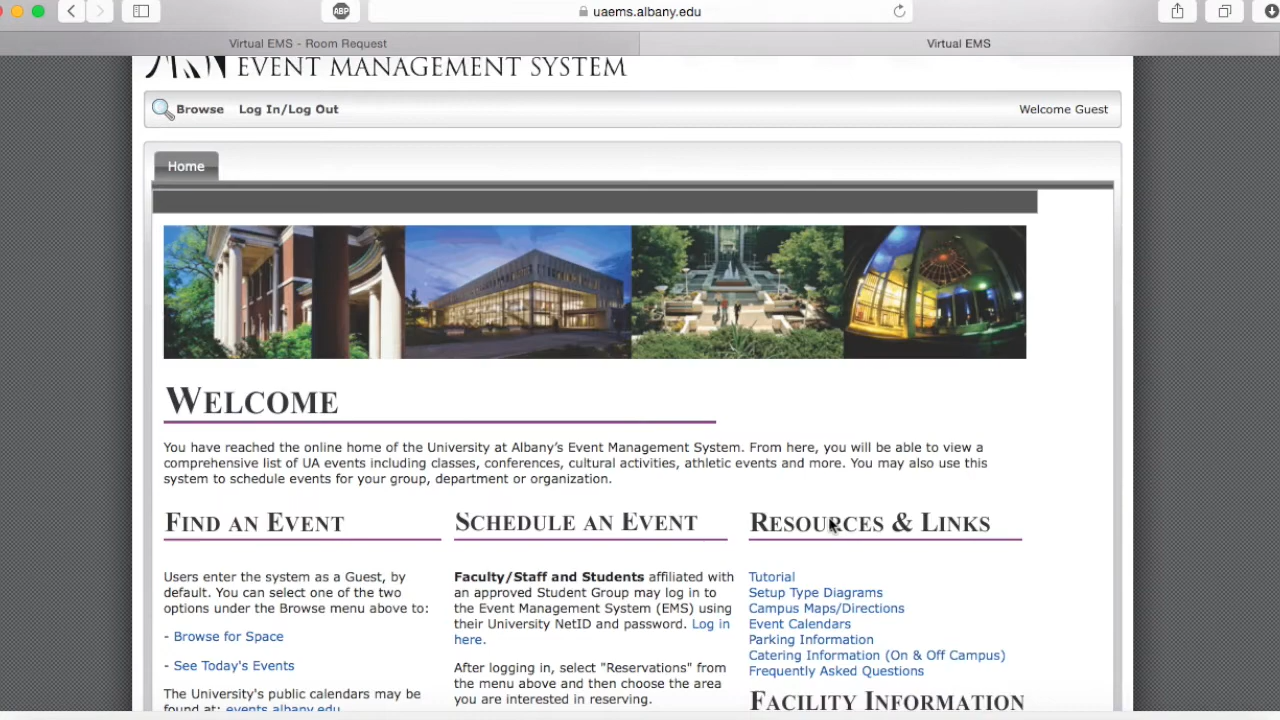 ABP
uaems.albany.edu
Virtual EMS - Room Request
Virtual EMS
EVENT MANAGEMENT SYSTEM
Browse Log In/Log Out
Welcome Guest
Home
WELCOME
You have reached the online home of the University at Albany's Event Management System. From here, you will be able to view a
comprehensive list of UA events including classes, conferences, cultural activities, athletic events and more. You may also use this
system to schedule events for your group, department or organization.
FIND AN EVENT
Users enter the system as a Guest, by
default. You can select one of the two
options under the Browse menu above to:
- Browse for Space
- See Today's Events
The University's public calendars may be
found at: events.albany.edu
SCHEDULE AN EVENT
Faculty/Staff and Students affiliated with
an approved Student Group may log in to
the Event Management System (EMS) using
their University NetID and password. Log in
here.
After logging in, select "Reservations" from
the menu above and then choose the area
you are interested in reserving.
RESOURCES & LINKS
Tutorial
Setup Type Diagrams
Campus Maps/Directions
Event Calendars
Parking Information
Catering Information (On & Off Campus)
Frequently Asked Questions
FACILITY INFORMATION